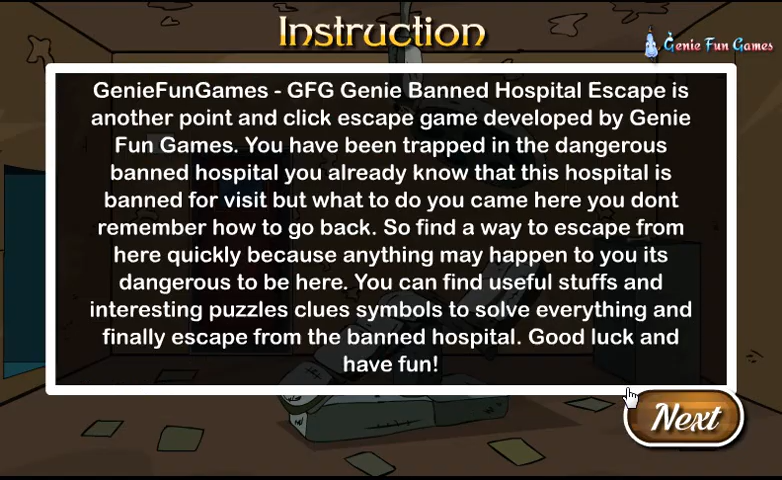 Instruction
Genie Fun Games
GenieFunGames - GFG Genie Banned Hospital Escape is
another point and click escape game developed by Genie
Fun Games. You have been trapped in the dangerous
banned hospital you already know that this hospital is
banned for visit but what to do you came here you dont
remember how to go back. So find a way to escape from
here quickly because anything may happen to you its
dangerous to be here. You can find useful stuffs and
interesting puzzles clues symbols to solve everything and
finally escape from the banned hospital. Good luck and
have fun!
Next